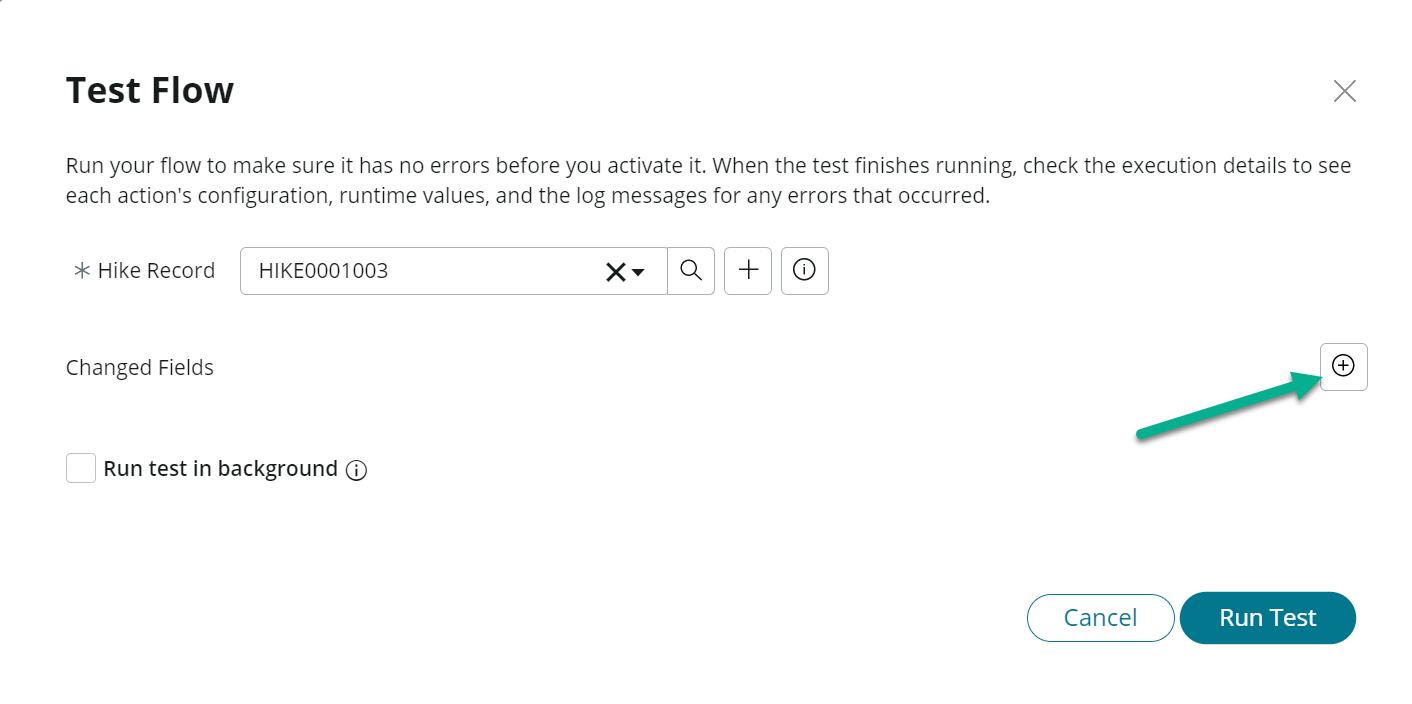 Test Flow
Run your flow to make sure it has no errors before you activate it. When the test finishes running, check the execution details to see
each action's configuration, runtime values, and the log messages for any errors that occurred.
Hike Record HIKE0001003
Changed Fields
Run test in background
Cancel Run Test